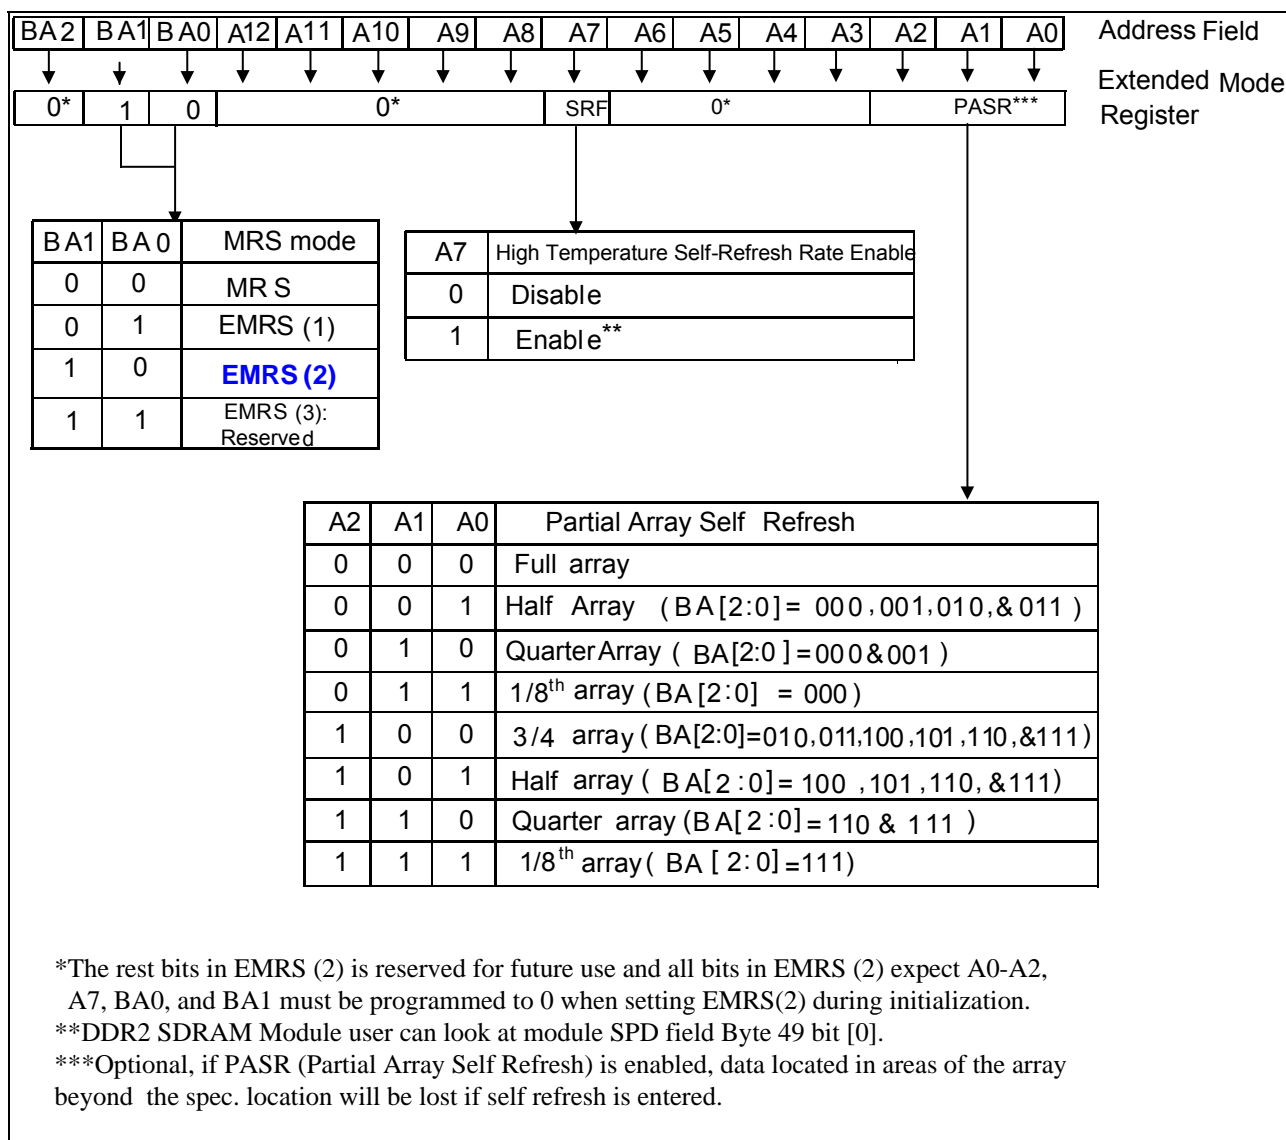 BA2 BA1 BA0 A12 A11 A10 A9 A8 A7 A6 A5 A4 A3 A2 A1 A0 Address Field
0* 1 0 0* SRF 0* PASR*** Extended Mode
Register
BA1 BA0 MRS mode
0 0 MRS
0 1 EMRS (1)
1 0 EMRS (2)
1 1 EMRS (3):
Reserved
A7 High Temperature Self-Refresh Rate Enable
0 Disable
1 Enable**
A2 A1 A0 Partial Array Self Refresh
0 0 0 Full array
0 0 1 Half Array (BA[2:0]= 000,001,010,&011)
0 1 0 Quarter Array ( BA[2:0]=000&001)
0 1 1 1/8th array (BA[2:0] = 000)
1 0 0 3/4 array (BA[2:0]=010,011,100,101,110,&111)
1 0 1 Half array ( BA[2:0]= 100 ,101,110, &111)
1 1 0 Quarter array (BA[2:0]=110 & 111 )
1 1 1 1/8th array( BA [ 2:0]=111)
*The rest bits in EMRS (2) is reserved for future use and all bits in EMRS (2) expect A0-A2,
A7, BA0, and BA1 must be programmed to 0 when setting EMRS(2) during initialization.
**DDR2 SDRAM Module user can look at module SPD field Byte 49 bit [0].
***Optional, if PASR (Partial Array Self Refresh) is enabled, data located in areas of the array
beyond the spec. location will be lost if self refresh is entered.